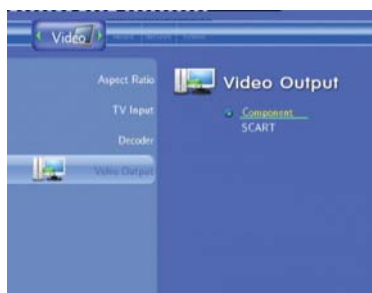 Video
Aspect Ratio
Video Output
TV Input
Component
SCART
Decoder
Video Output